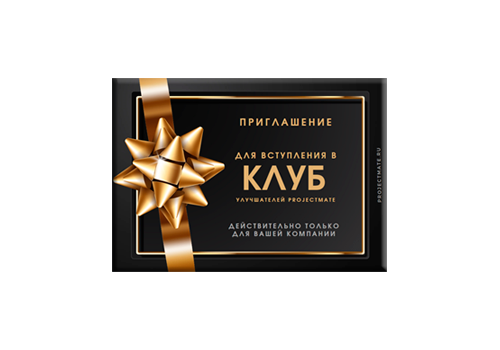 ПРИГЛАШЕНИЕ
ДЛЯ ВСТУПЛЕНИЯ В
КЛУБ
УЛУЧШАТЕЛЕЙ PROJECTMATE
ДЕЙСТВИТЕЛЬНО ТОЛЬКО
ДЛЯ ВАШЕЙ КОМПАНИИ
PROJECTMATE.RU